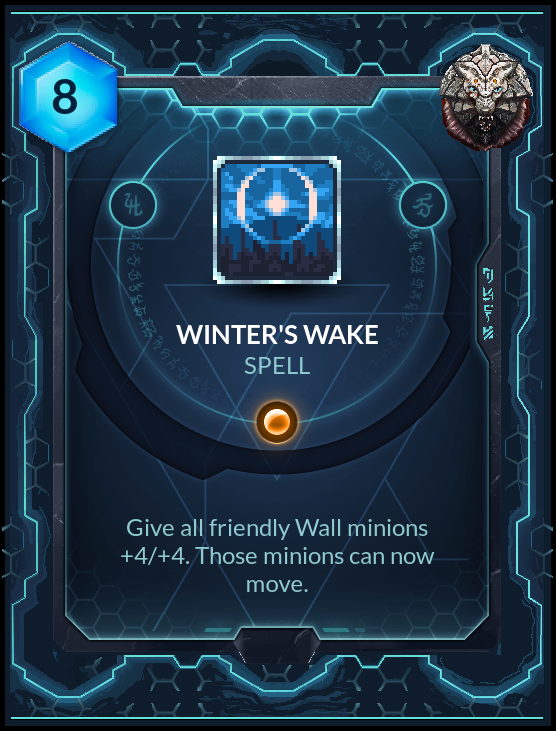 8
WINTER'S WAKE
SPELL
Give all friendly Wall minions
+4/+4. Those minions can now
move.